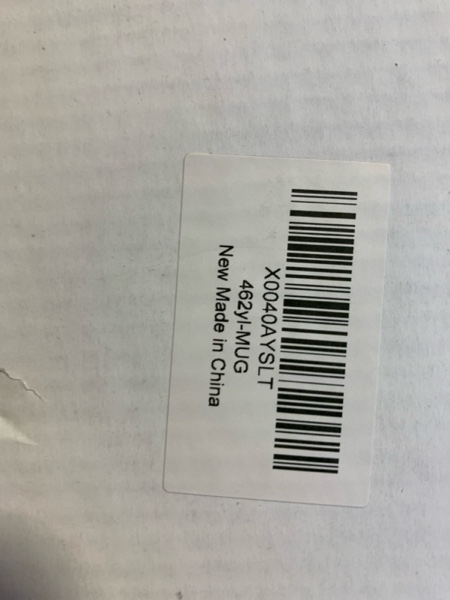 X0040AYSLT
462yl-MUG
New Made in China